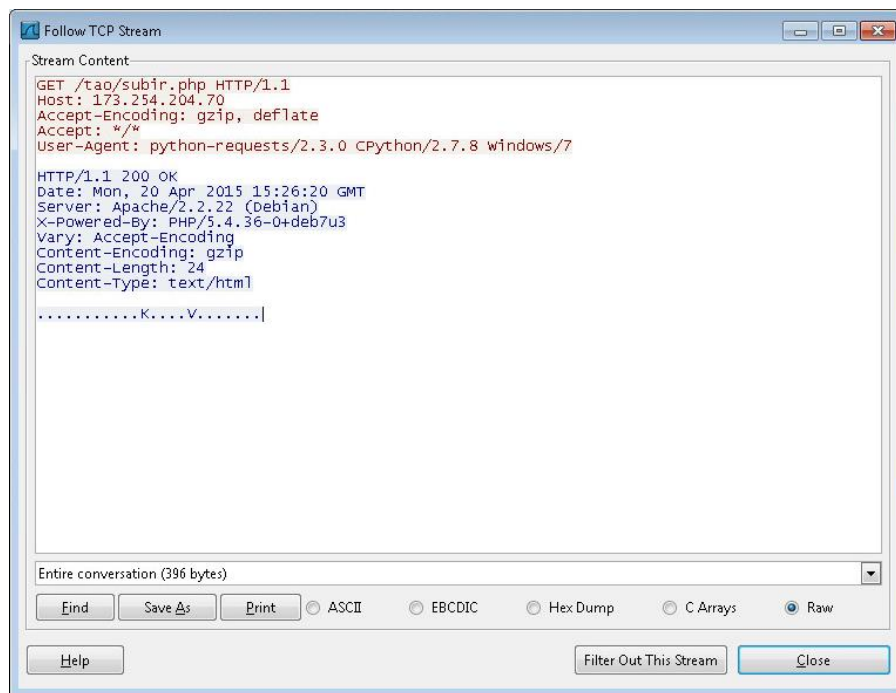 Follow TCP Stream
Stream Content
GET /tao/subir.php HTTP/1.1
Host: 173.254.204.70
Accept-Encoding: gzip, deflate
Accept: */*
User-Agent: python-requests/2.3.0 CPython/2.7.8 Windows/7
HTTP/1.1 200 OK
Date: Mon, 20 Apr 2015 15:26:20 GMT
Server: Apache/2.2.22 (Debian)
X-Powered-By: PHP/5.4.36-0+deb7u3
Vary: Accept-Encoding
Content-Encoding: gzip
Content-Length: 24
Content-Type: text/html
...........K....V.......
Entire conversation (396 bytes)
Find Save As Print ASCII EBCDIC Hex Dump C Arrays Raw
Help Filter Out This Stream Close